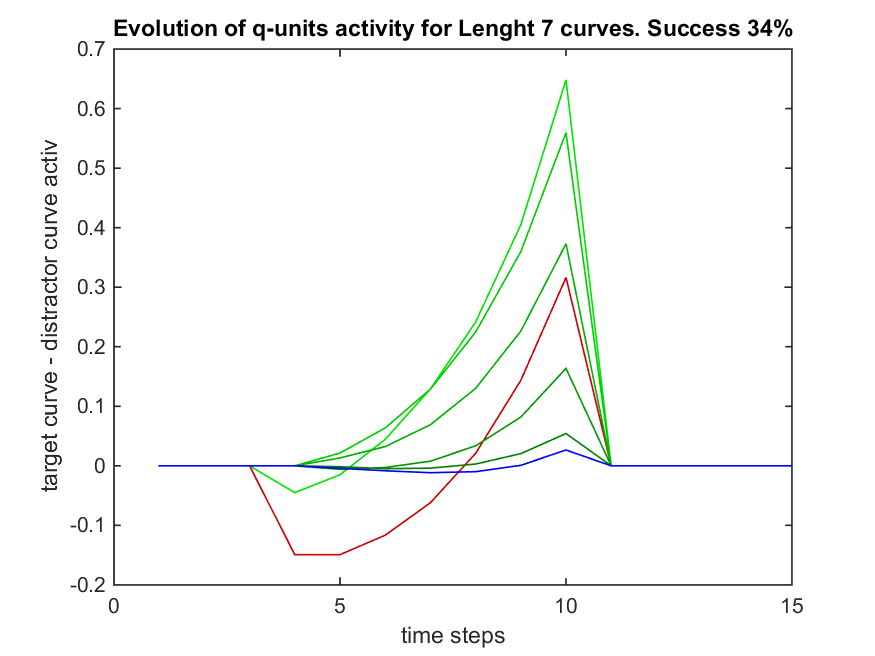 Evolution of q-units activity for Lenght 7 curves. Success 34%
0.7
0.6
0.5
0.4
0.3
0.2
0.1
0
-0.1
-0.2
target curve - distractor curve activ
0 5 10 15
time steps